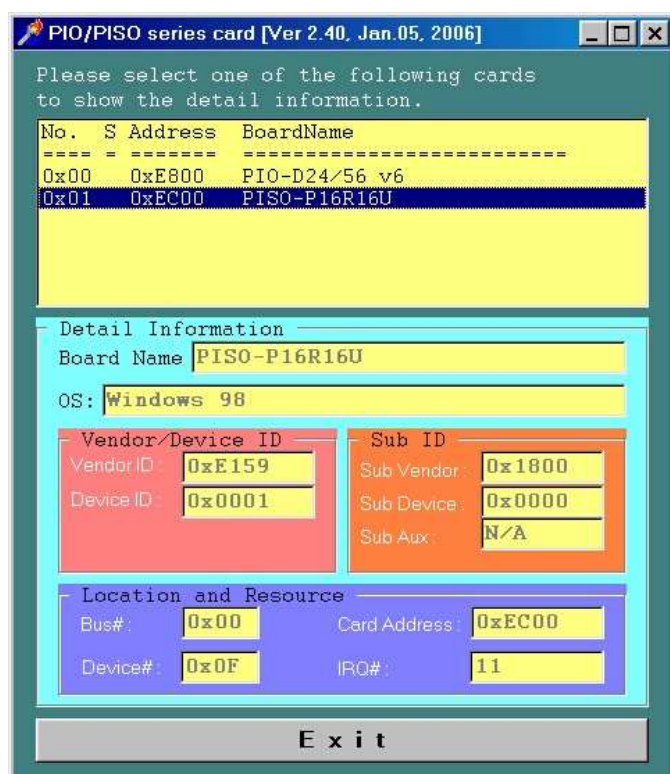 PIO/PISO series card [Ver 2.40, Jan.05, 2006]
Please select one of the following cards
to show the detail information.
No. S Address BoardName
==== = ======= ==========================
0x00 0xE800 PIO-D24/56 v6
0x01 0xEC00 PISO-P16R16U
Detail Information
Board Name PISO-P16R16U
OS: Windows 98
Vendor/Device ID
Vendor ID : 0xE159
Device ID : 0x0001
Sub ID
Sub Vendor : 0x1800
Sub Device : 0x0000
Sub Aux : N/A
Location and Resource
Bus# : 0x00 Card Address : 0xEC00
Device# : 0x0F IRQ# : 11
Exit